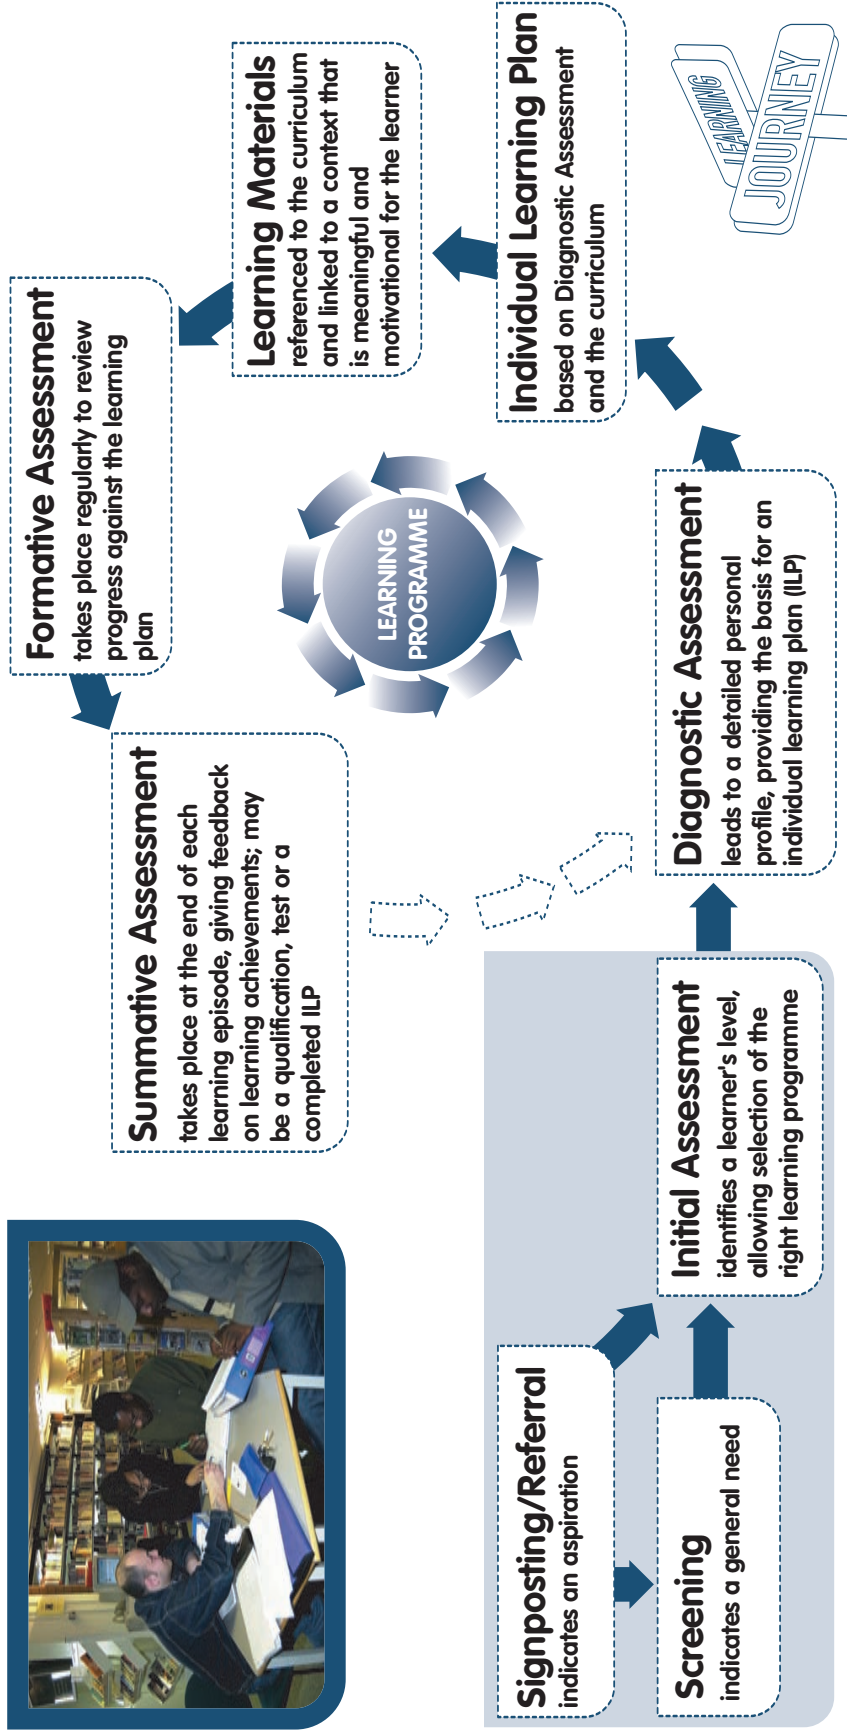 Signposting/Referral
indicates an aspiration
Screening
indicates a general need
Initial Assessment
identifies a learner's level,
allowing selection of the
right learning programme
Diagnostic Assessment
leads to a detailed personal
profile, providing the basis for an
individual learning plan (ILP)
Individual Learning Plan
based on Diagnostic Assessment
and the curriculum
Learning Materials
referenced to the curriculum
and linked to a context that
is meaningful and
motivational for the learner
Formative Assessment
takes place regularly to review
progress against the learning
plan
Summative Assessment
takes place at the end of each
learning episode, giving feedback
on learning achievements; may
be a qualification, test or a
completed ILP
LEARNING
PROGRAMME
LEARNING
JOURNEY